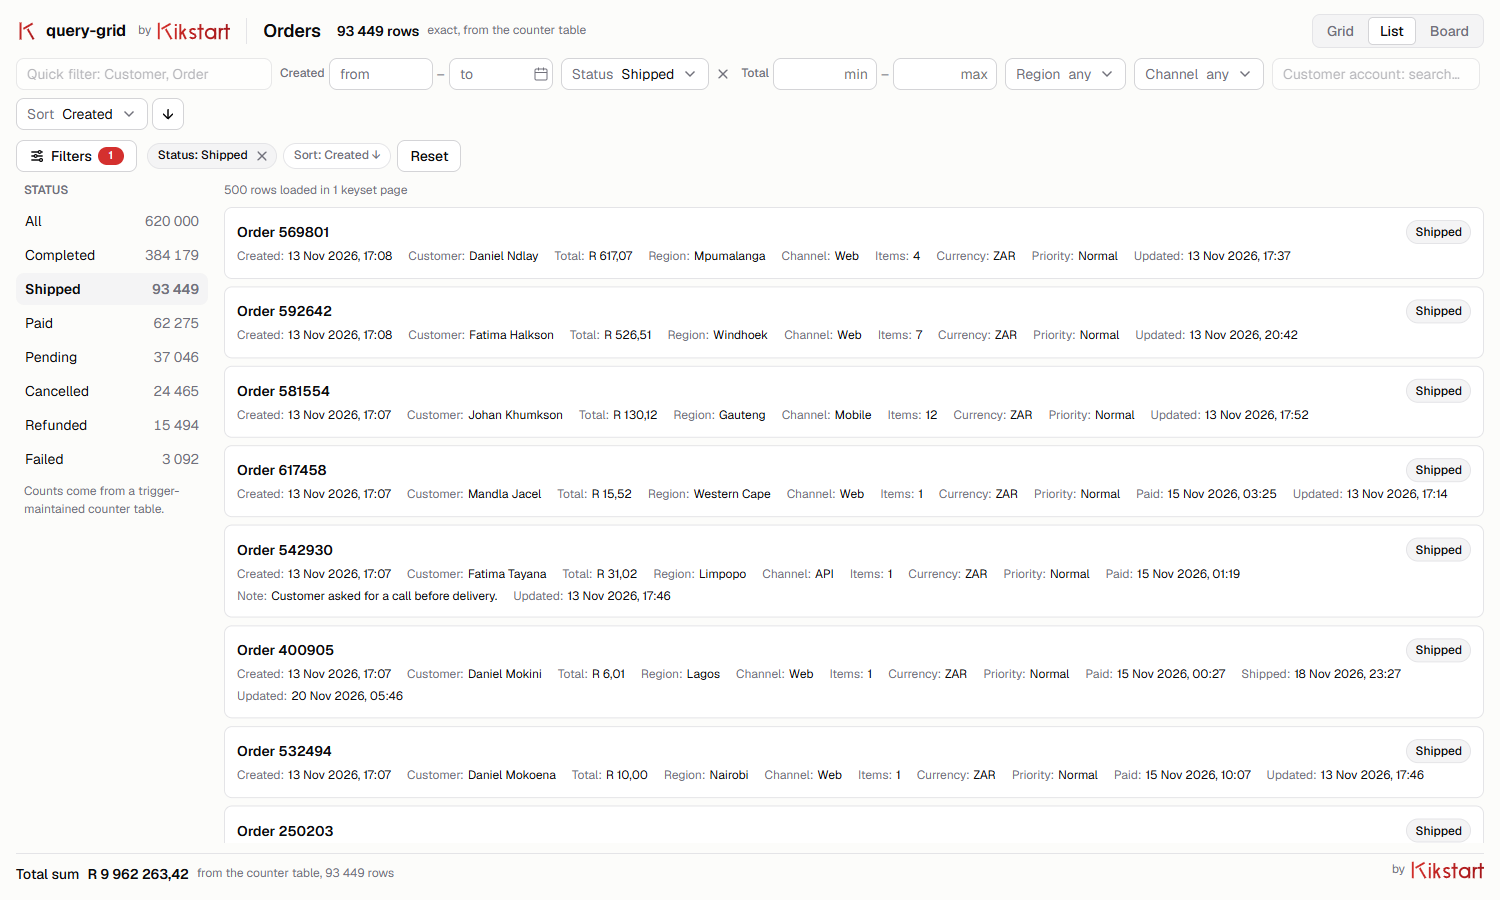 query-grid by Kikstart Orders 93 449 rows exact, from the counter table Grid List Board
Quick filter: Customer, Order Created from – to Status Shipped Total min – max Region any Channel any Customer account: search...
Sort Created
Filters 1 Status: Shipped Sort: Created Reset
STATUS
All 620 000
Completed 384 179
Shipped 93 449
Paid 62 275
Pending 37 046
Cancelled 24 465
Refunded 15 494
Failed 3 092
Counts come from a trigger-
maintained counter table.
500 rows loaded in 1 keyset page
Order 569801 Shipped
Created: 13 Nov 2026, 17:08 Customer: Daniel Ndlay Total: R 617,07 Region: Mpumalanga Channel: Web Items: 4 Currency: ZAR Priority: Normal Updated: 13 Nov 2026, 17:37
Order 592642 Shipped
Created: 13 Nov 2026, 17:08 Customer: Fatima Halkson Total: R 526,51 Region: Windhoek Channel: Web Items: 7 Currency: ZAR Priority: Normal Updated: 13 Nov 2026, 20:42
Order 581554 Shipped
Created: 13 Nov 2026, 17:07 Customer: Johan Khumkson Total: R 130,12 Region: Gauteng Channel: Mobile Items: 12 Currency: ZAR Priority: Normal Updated: 13 Nov 2026, 17:52
Order 617458 Shipped
Created: 13 Nov 2026, 17:07 Customer: Mandla Jacel Total: R 15,52 Region: Western Cape Channel: Web Items: 1 Currency: ZAR Priority: Normal Paid: 15 Nov 2026, 03:25 Updated: 13 Nov 2026, 17:14
Order 542930 Shipped
Created: 13 Nov 2026, 17:07 Customer: Fatima Tayana Total: R 31,02 Region: Limpopo Channel: API Items: 1 Currency: ZAR Priority: Normal Paid: 15 Nov 2026, 01:19
Note: Customer asked for a call before delivery. Updated: 13 Nov 2026, 17:46
Order 400905 Shipped
Created: 13 Nov 2026, 17:07 Customer: Daniel Mokini Total: R 6,01 Region: Lagos Channel: Web Items: 1 Currency: ZAR Priority: Normal Paid: 15 Nov 2026, 00:27 Shipped: 18 Nov 2026, 23:27
Updated: 20 Nov 2026, 05:46
Order 532494 Shipped
Created: 13 Nov 2026, 17:07 Customer: Daniel Mokoena Total: R 10,00 Region: Nairobi Channel: Web Items: 1 Currency: ZAR Priority: Normal Paid: 15 Nov 2026, 10:07 Updated: 13 Nov 2026, 17:46
Order 250203 Shipped
Total sum R 9 962 263,42 from the counter table, 93 449 rows by Kikstart